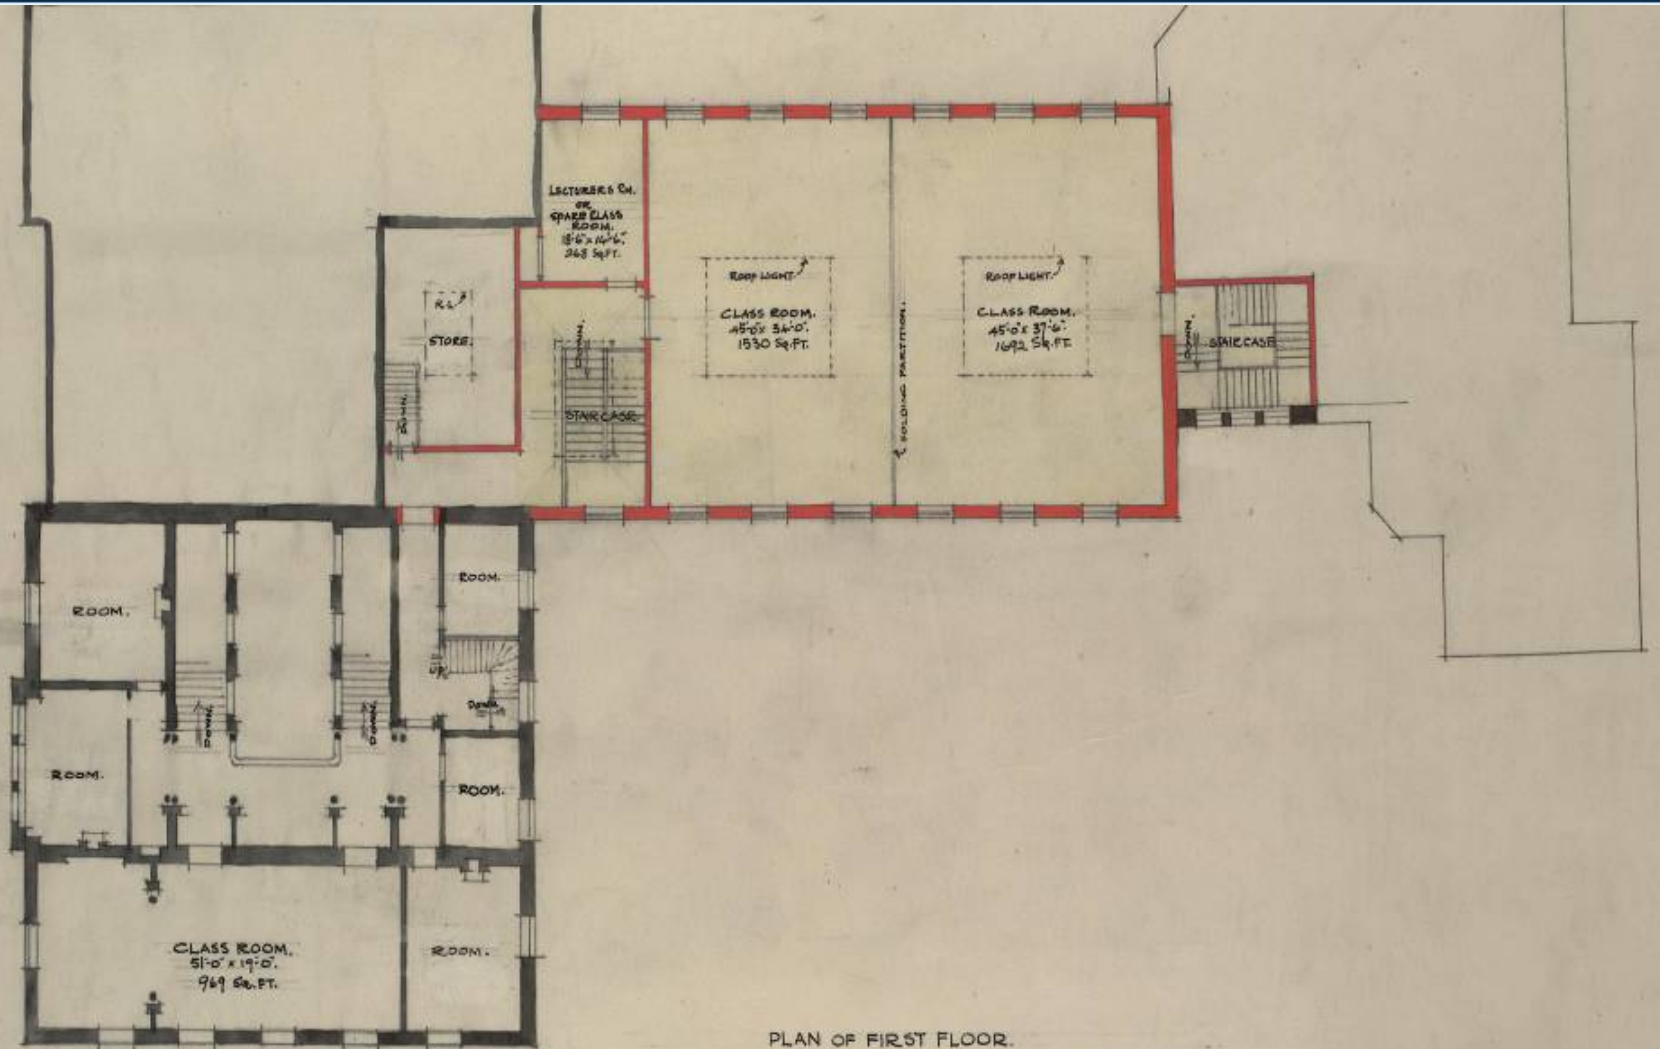 LECTURERS RM.
OR
SPARE CLASS
ROOM.
18'-6" x 14'-6".
268 SQ.FT.
R.L.
STORE.
DOWN.
DOWN.
STAIRCASE
ROOF LIGHT.
CLASS ROOM.
45'-0" x 34'-0".
1530 SQ.FT.
FOLDING PARTITION.
ROOF LIGHT.
CLASS ROOM.
45'-0" x 37'-6".
1692 SQ.FT.
DOWN.
STAIRCASE
ROOM.
ROOM.
UP.
DOWN
DOWN.
DOWN.
ROOM.
ROOM.
CLASS ROOM.
51'-0" x 19'-0".
969 SQ.FT.
ROOM.
PLAN OF FIRST FLOOR.